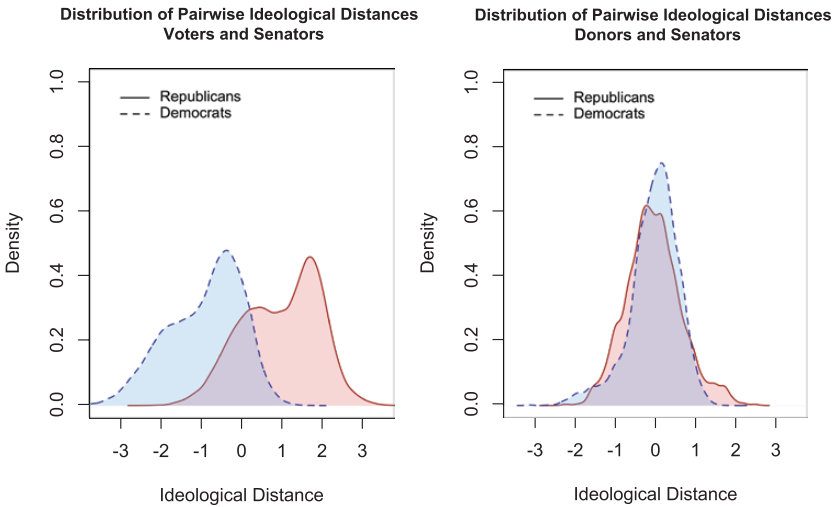 Distribution of Pairwise Ideological Distances
Voters and Senators
Density
1.0
0.8
0.6
0.4
0.2
0.0
Republicans
Democrats
-3 -2 -1 0 1 2 3
Ideological Distance
Distribution of Pairwise Ideological Distances
Donors and Senators
Density
1.0
0.8
0.6
0.4
0.2
0.0
Republicans
Democrats
-3 -2 -1 0 1 2 3
Ideological Distance